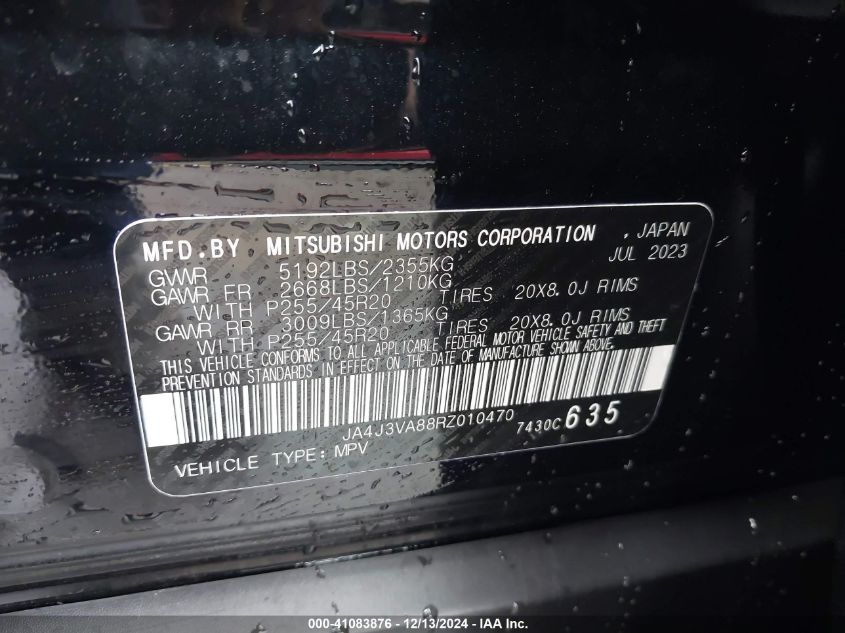 MFD.BY MITSUBISHI MOTORS CORPORATION , JAPAN
JUL 2023
GVWR 5192LBS/2355KG
GAWR FR 2668LBS/1210KG
WITH P255/45R20 TIRES 20X8.0J RIMS
GAWR RR 3009LBS/1365KG
WITH P255/45R20 TIRES 20X8.0J RIMS
THIS VEHICLE CONFORMS TO ALL APPLICABLE FEDERAL MOTOR VEHICLE SAFETY AND THEFT
PREVENTION STANDARDS IN EFFECT ON THE DATE OF MANUFACTURE SHOWN ABOVE.
JA4J3VA88RZ010470 7430C 635
VEHICLE TYPE: MPV
000-41083876 - 12/13/2024 - IAA Inc.